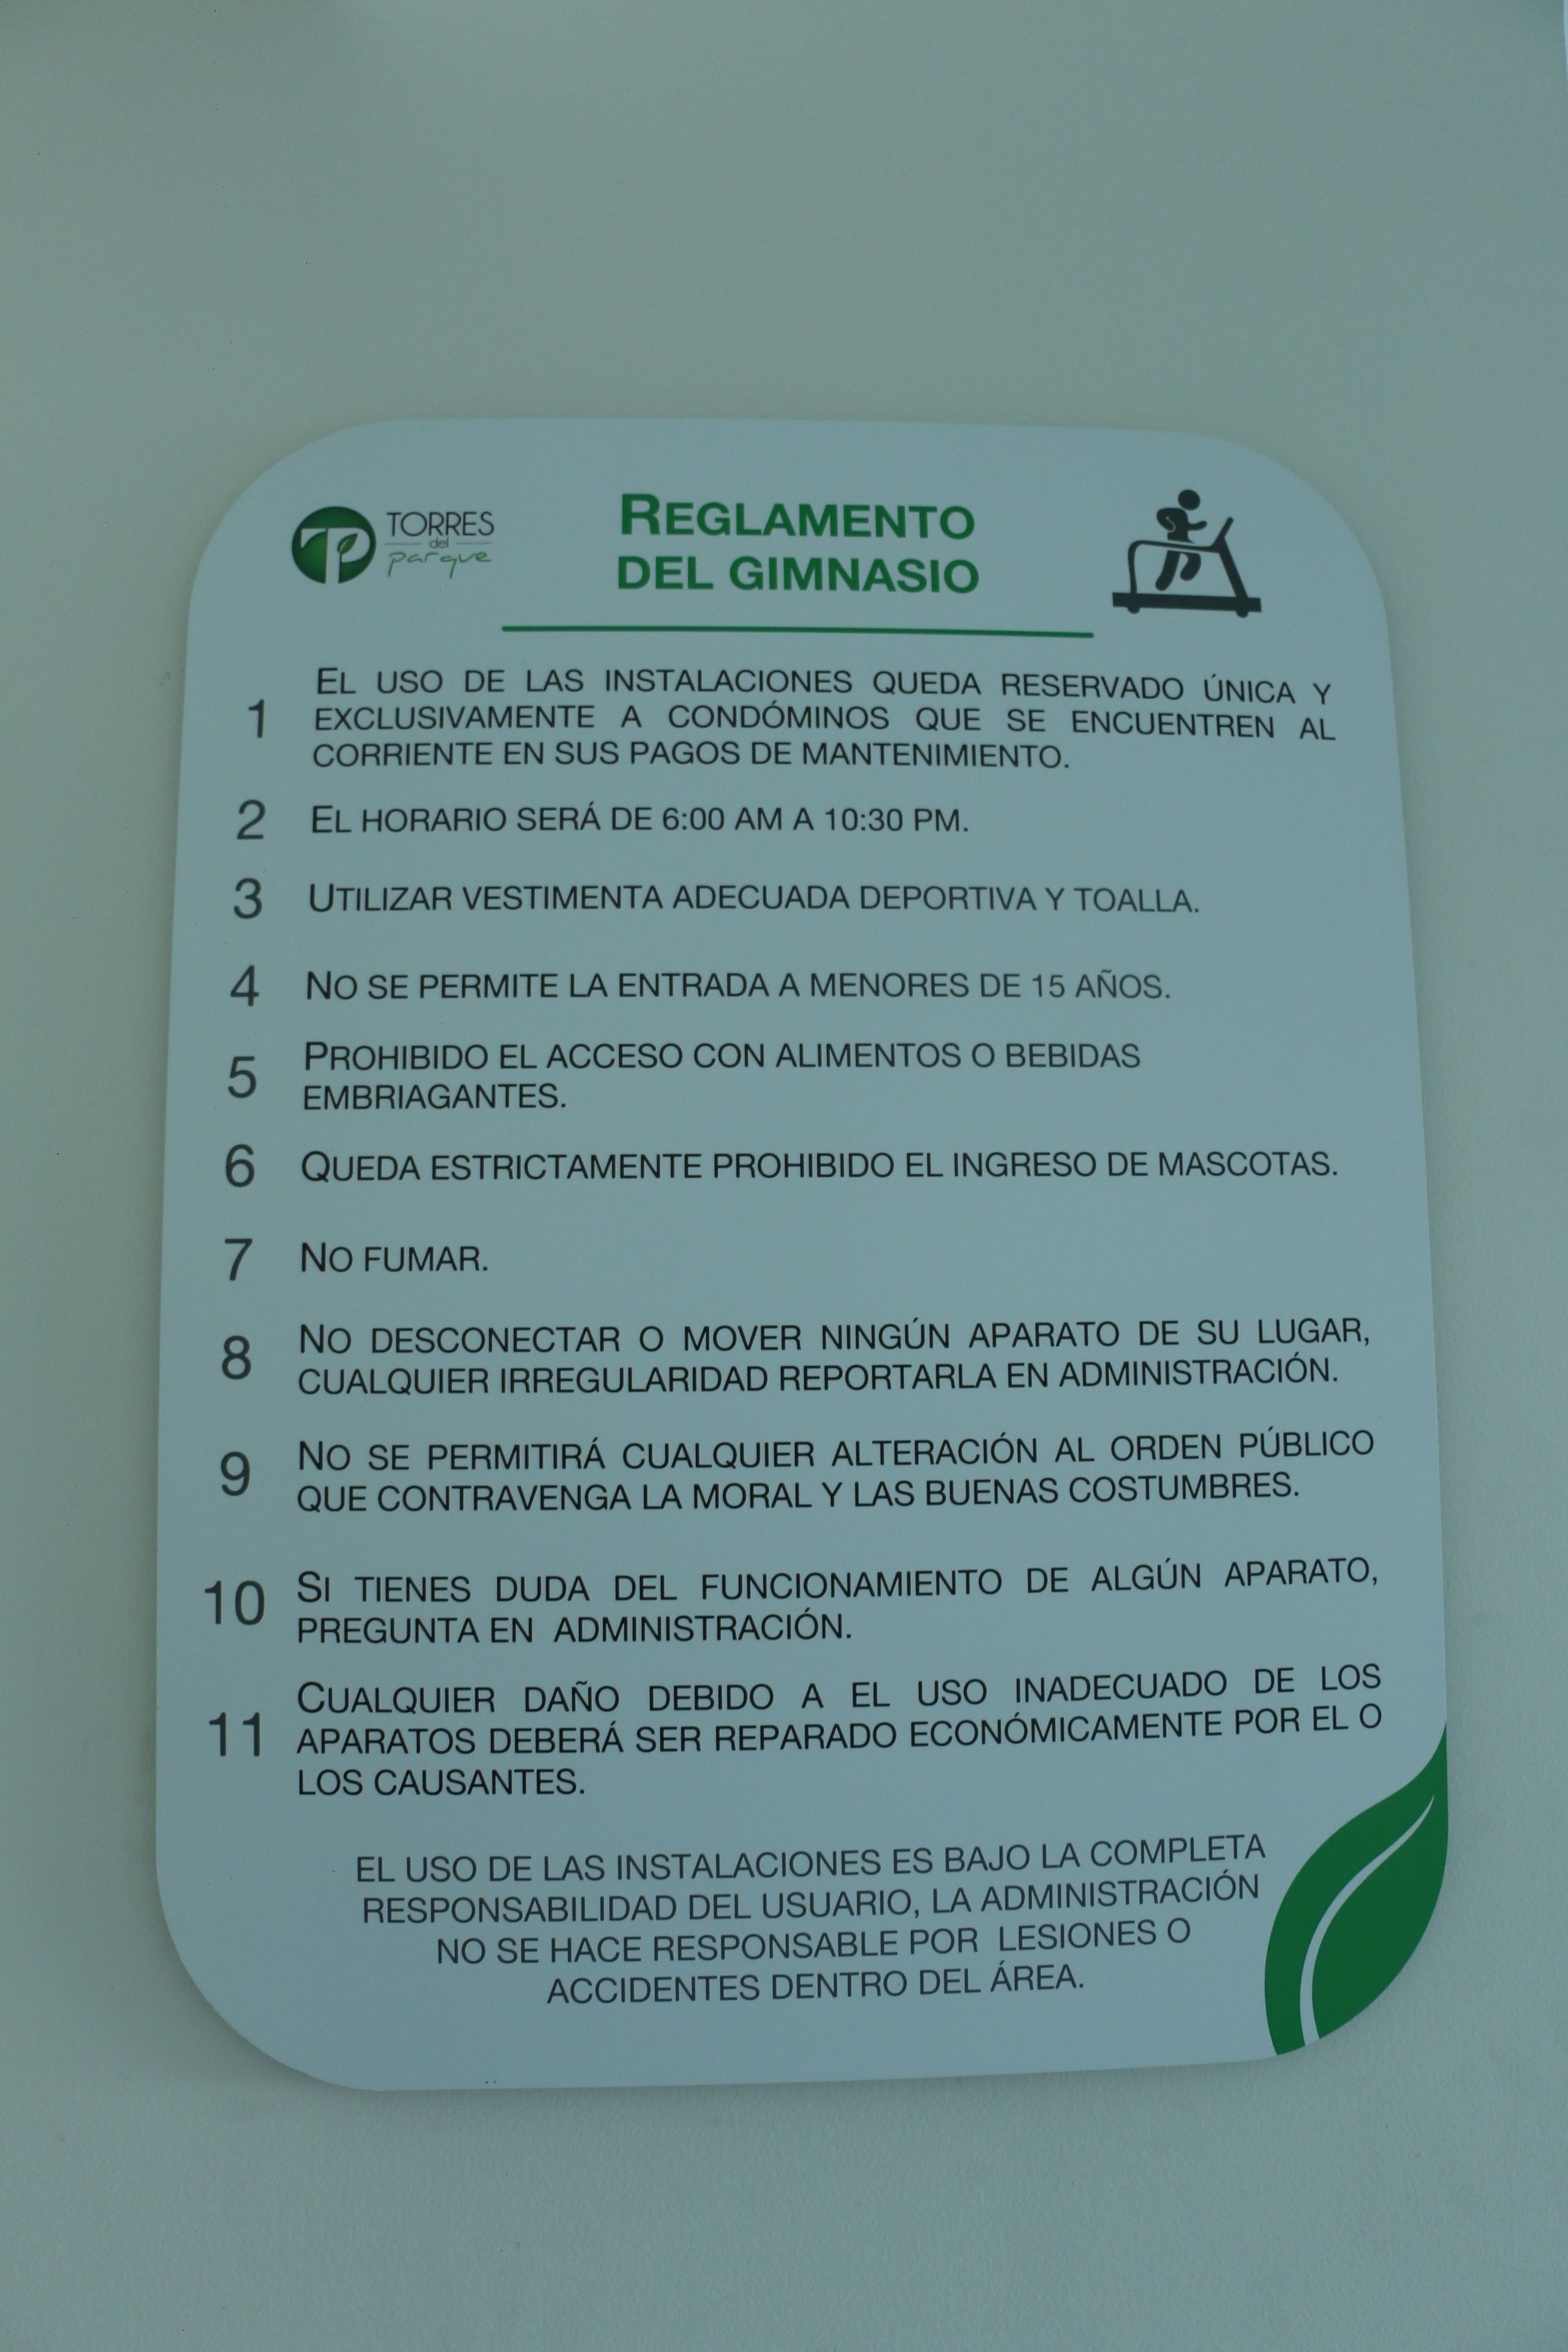 TORRES
del
parque
REGLAMENTO
DEL GIMNASIO
1
EL USO DE LAS INSTALACIONES QUEDA RESERVADO ÚNICA Y
EXCLUSIVAMENTE A CONDÓMINOS QUE SE ENCUENTREN AL
CORRIENTE EN SUS PAGOS DE MANTENIMIENTO.
2 EL HORARIO SERÁ DE 6:00 AM A 10:30 PM.
3 UTILIZAR VESTIMENTA ADECUADA DEPORTIVA Y TOALLA.
4 NO SE PERMITE LA ENTRADA A MENORES DE 15 AÑOS.
5
PROHIBIDO EL ACCESO CON ALIMENTOS O BEBIDAS
EMBRIAGANTES.
6 QUEDA ESTRICTAMENTE PROHIBIDO EL INGRESO DE MASCOTAS.
7 NO FUMAR.
8
NO DESCONECTAR O MOVER NINGÚN APARATO DE SU LUGAR,
CUALQUIER IRREGULARIDAD REPORTARLA EN ADMINISTRACIÓN.
9
NO SE PERMITIRÁ CUALQUIER ALTERACIÓN AL ORDEN PÚBLICO
QUE CONTRAVENGA LA MORAL Y LAS BUENAS COSTUMBRES.
10
SI TIENES DUDA DEL FUNCIONAMIENTO DE ALGÚN APARATO,
PREGUNTA EN ADMINISTRACIÓN.
11
CUALQUIER DAÑO DEBIDO A EL USO INADECUADO DE LOS
APARATOS DEBERÁ SER REPARADO ECONÓMICAMENTE POR EL O
LOS CAUSANTES.
EL USO DE LAS INSTALACIONES ES BAJO LA COMPLETA
RESPONSABILIDAD DEL USUARIO, LA ADMINISTRACIÓN
NO SE HACE RESPONSABLE POR LESIONES O
ACCIDENTES DENTRO DEL ÁREA.